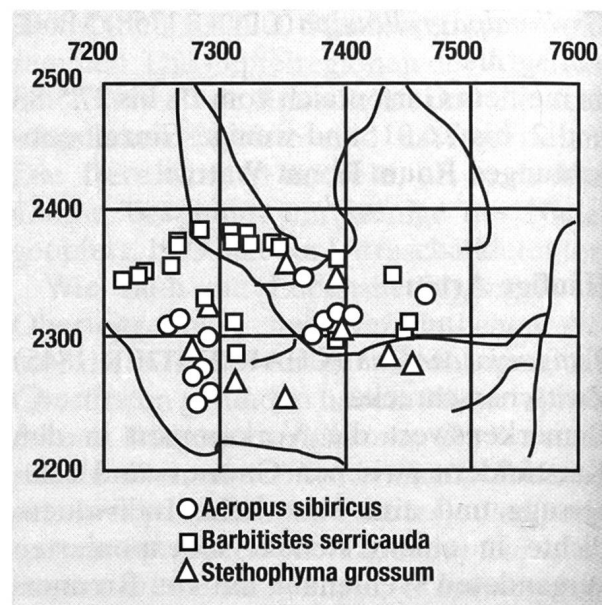 7200 7300 7400 7500 7600
2500
2400
2300
2200
Aeropus sibiricus
Barbitistes serricauda
Stethophyma grossum